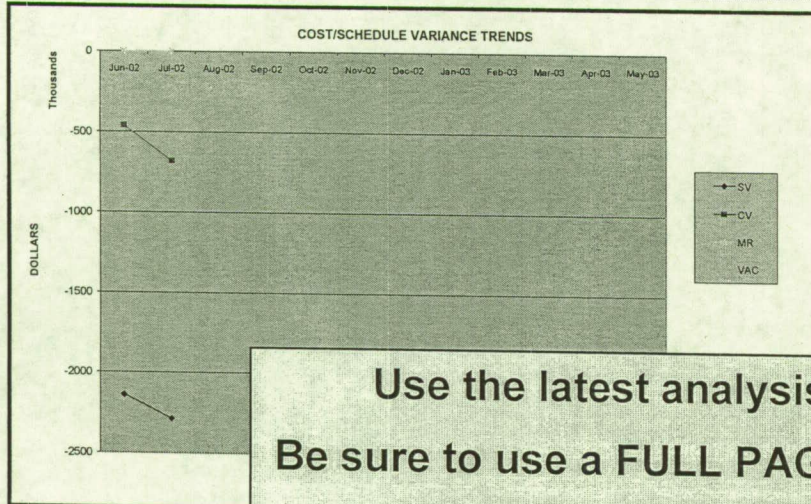 COST/SCHEDULE VARIANCE TRENDS
Thousands
DOLLARS
0
-500
-1000
-1500
-2000
-2500
Jun-02 Jul-02 Aug-02 Sep-02 Oct-02 Nov-02 Dec-02 Jan-03 Feb-03 Mar-03 Apr-03 May-03
SV
CV
MR
VAC
Use the latest analysis
Be sure to use a FULL PAG